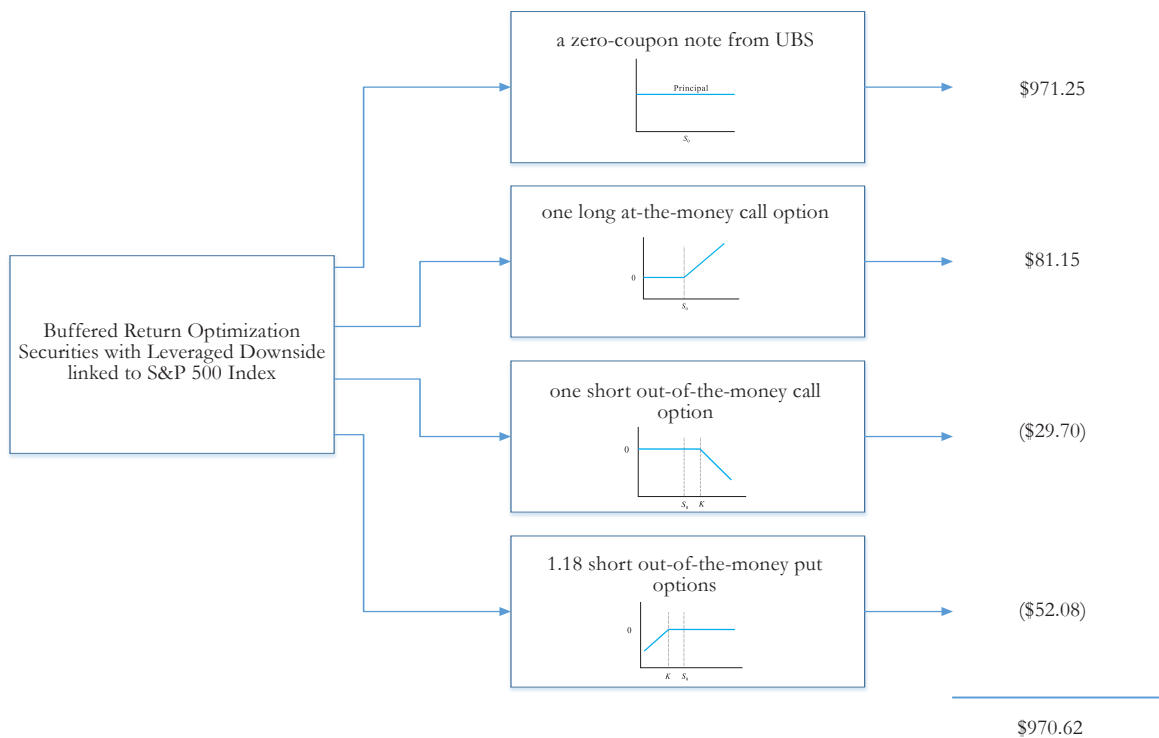 a zero-coupon note from UBS
Principal
S₀
$971.25
one long at-the-money call option
0
S₀
$81.15
Buffered Return Optimization
Securities with Leveraged Downside
linked to S&P 500 Index
one short out-of-the-money call
option
0
S₀ K
($29.70)
1.18 short out-of-the-money put
options
0
K S₀
($52.08)
$970.62